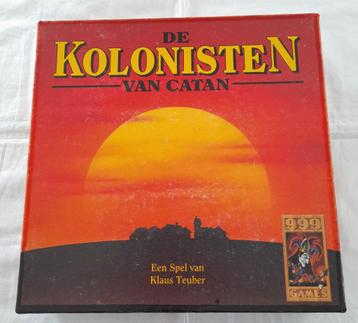 DE
KOLONISTEN
VAN CATAN
Een Spel van
Klaus Teuber
999
GAMES